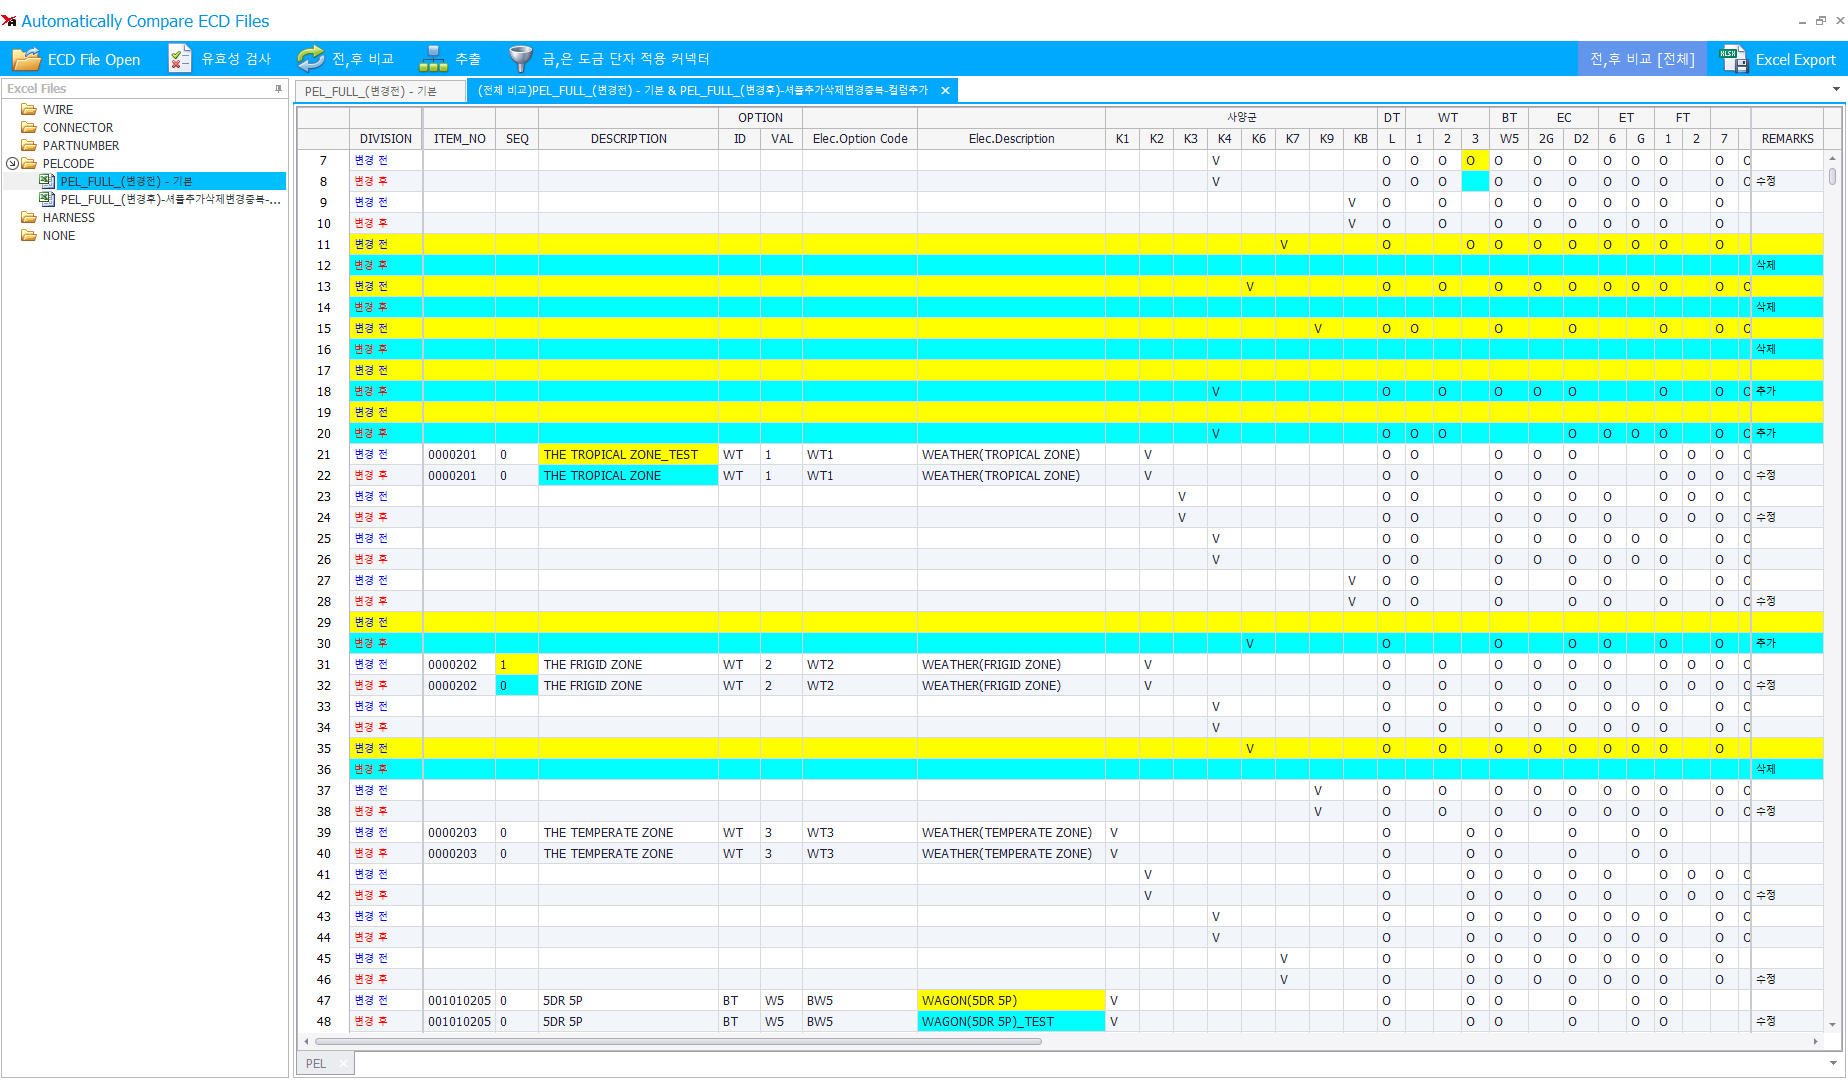 Automatically Compare ECD Files
ECD File Open 유효성 검사 전,후 비교 추출 금,은 도금 단자 적용 커넥터 전,후 비교 [전체] Excel Export
Excel Files
WIRE
CONNECTOR
PARTNUMBER
PELCODE
PEL_FULL_(변경전) - 기본
PEL_FULL_(변경후)-셔플추가삭제변경중복-...
HARNESS
NONE
PEL_FULL_(변경전) - 기본 (전체 비교)PEL_FULL_(변경전) - 기본 & PEL_FULL_(변경후)-셔플추가삭제변경중복-컬럼추가
OPTION 사양군 DT WT BT EC ET FT
DIVISION ITEM_NO SEQ DESCRIPTION ID VAL Elec.Option Code Elec.Description K1 K2 K3 K4 K6 K7 K9 KB L 1 2 3 W5 2G D2 6 G 1 2 7 REMARKS
7 변경 전 V O O O O O O O O O O O O
8 변경 후 V O O O O O O O O O O O 수정
9 변경 전 V O O O O O O O O O
10 변경 후 V O O O O O O O O O
11 변경 전 V O O O O O O O O O
12 변경 후 삭제
13 변경 전 V O O O O O O O O O O
14 변경 후 삭제
15 변경 전 V O O O O O O O
16 변경 후 삭제
17 변경 전
18 변경 후 V O O O O O O O O 추가
19 변경 전
20 변경 후 V O O O O O O O O O 추가
21 변경 전 0000201 0 THE TROPICAL ZONE_TEST WT 1 WT1 WEATHER(TROPICAL ZONE) V O O O O O O O O O
22 변경 후 0000201 0 THE TROPICAL ZONE WT 1 WT1 WEATHER(TROPICAL ZONE) V O O O O O O O O O 수정
23 변경 전 V O O O O O O O O O O
24 변경 후 V O O O O O O O O O O 수정
25 변경 전 V O O O O O O O O O O
26 변경 후 V O O O O O O O O O O
27 변경 전 V O O O O O O O O
28 변경 후 V O O O O O O O O 수정
29 변경 전
30 변경 후 V O O O O O O 추가
31 변경 전 0000202 1 THE FRIGID ZONE WT 2 WT2 WEATHER(FRIGID ZONE) V O O O O O O O O O O
32 변경 후 0000202 0 THE FRIGID ZONE WT 2 WT2 WEATHER(FRIGID ZONE) V O O O O O O O O O O 수정
33 변경 전 V O O O O O O O O O O
34 변경 후 V O O O O O O O O O O
35 변경 전 V O O O O O O O O O
36 변경 후 삭제
37 변경 전 V O O O O O O O O O O
38 변경 후 V O O O O O O O O O O 수정
39 변경 전 0000203 0 THE TEMPERATE ZONE WT 3 WT3 WEATHER(TEMPERATE ZONE) V O O O O O O
40 변경 후 0000203 0 THE TEMPERATE ZONE WT 3 WT3 WEATHER(TEMPERATE ZONE) V O O O O O O
41 변경 전 V O O O O O O O O O O
42 변경 후 V O O O O O O O O O O 수정
43 변경 전 V O O O O O O O O O O
44 변경 후 V O O O O O O O O O O
45 변경 전 V O O O O O O O O O
46 변경 후 V O O O O O O O O O 수정
47 변경 전 001010205 0 5DR 5P BT W5 BW5 WAGON(5DR 5P) V O O O O O O
48 변경 후 001010205 0 5DR 5P BT W5 BW5 WAGON(5DR 5P)_TEST V O O O O O O 수정
PEL